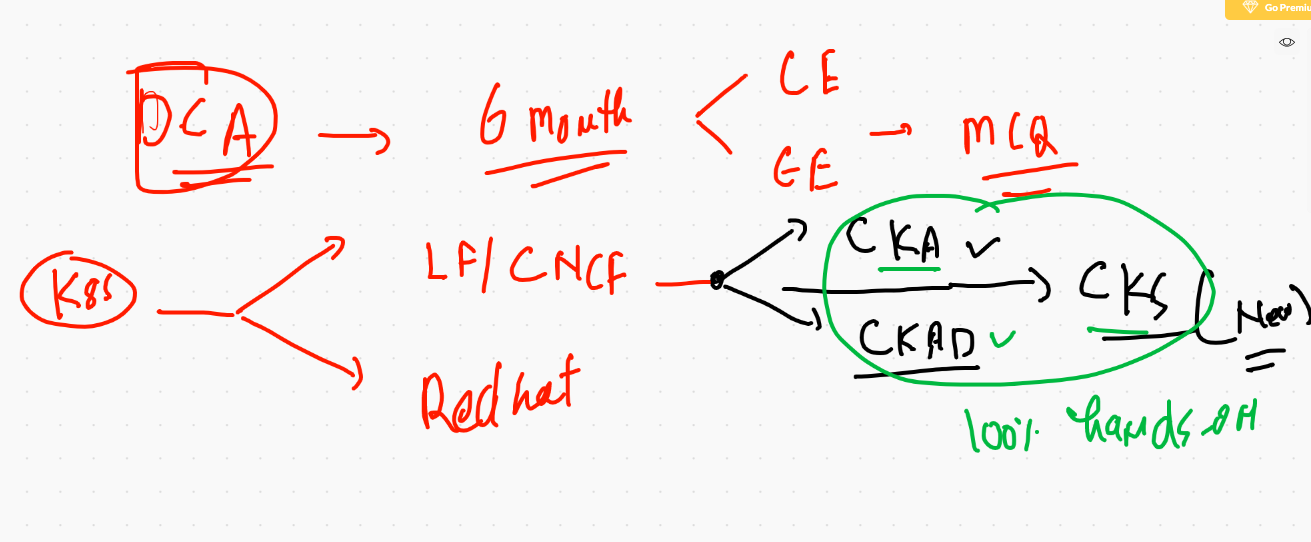 Go Premiu
DCA → 6 month
CE
EE → MCQ
K8s
LF/CNCF
CKA ✓
CKAD ✓
→ CKS (New)
Redhat
100% hands-on